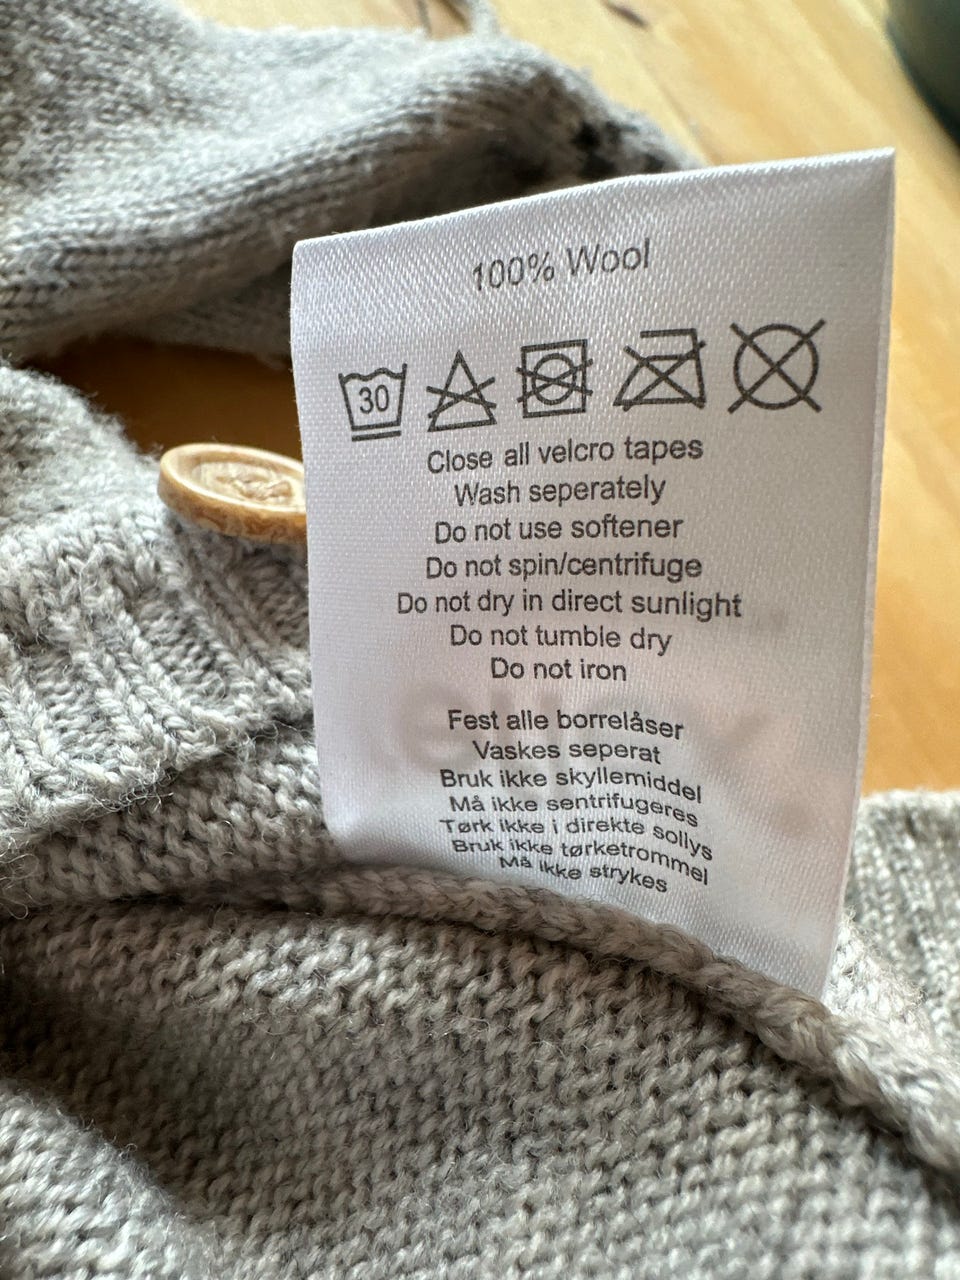 100% Wool
30
Close all velcro tapes
Wash seperately
Do not use softener
Do not spin/centrifuge
Do not dry in direct sunlight
Do not tumble dry
Do not iron
Fest alle borrelåser
Vaskes seperat
Bruk ikke skyllemiddel
Må ikke sentrifugeres
Tørk ikke i direkte sollys
Bruk ikke tørketrommel
Må ikke strykes